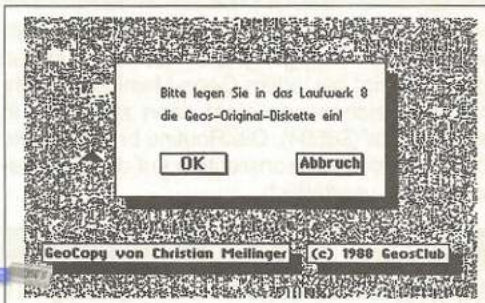 Bitte legen Sie in das Laufwerk 8
die Geos-Original-Diskette ein!
OK
Abbruch
GeoCopy von Christian Meilinger
(c) 1988 GeosClub